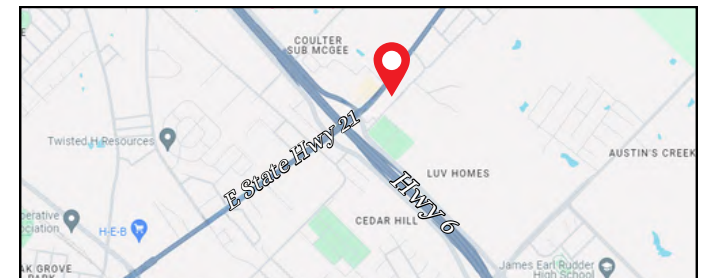 COULTER
SUB MCGEE
Twisted H Resources
E State Hwy 21
AUSTIN'S CREEK
LUV HOMES
Hwy 6
CEDAR HILL
H-E-B
James Earl Rudder
High School
GROVE